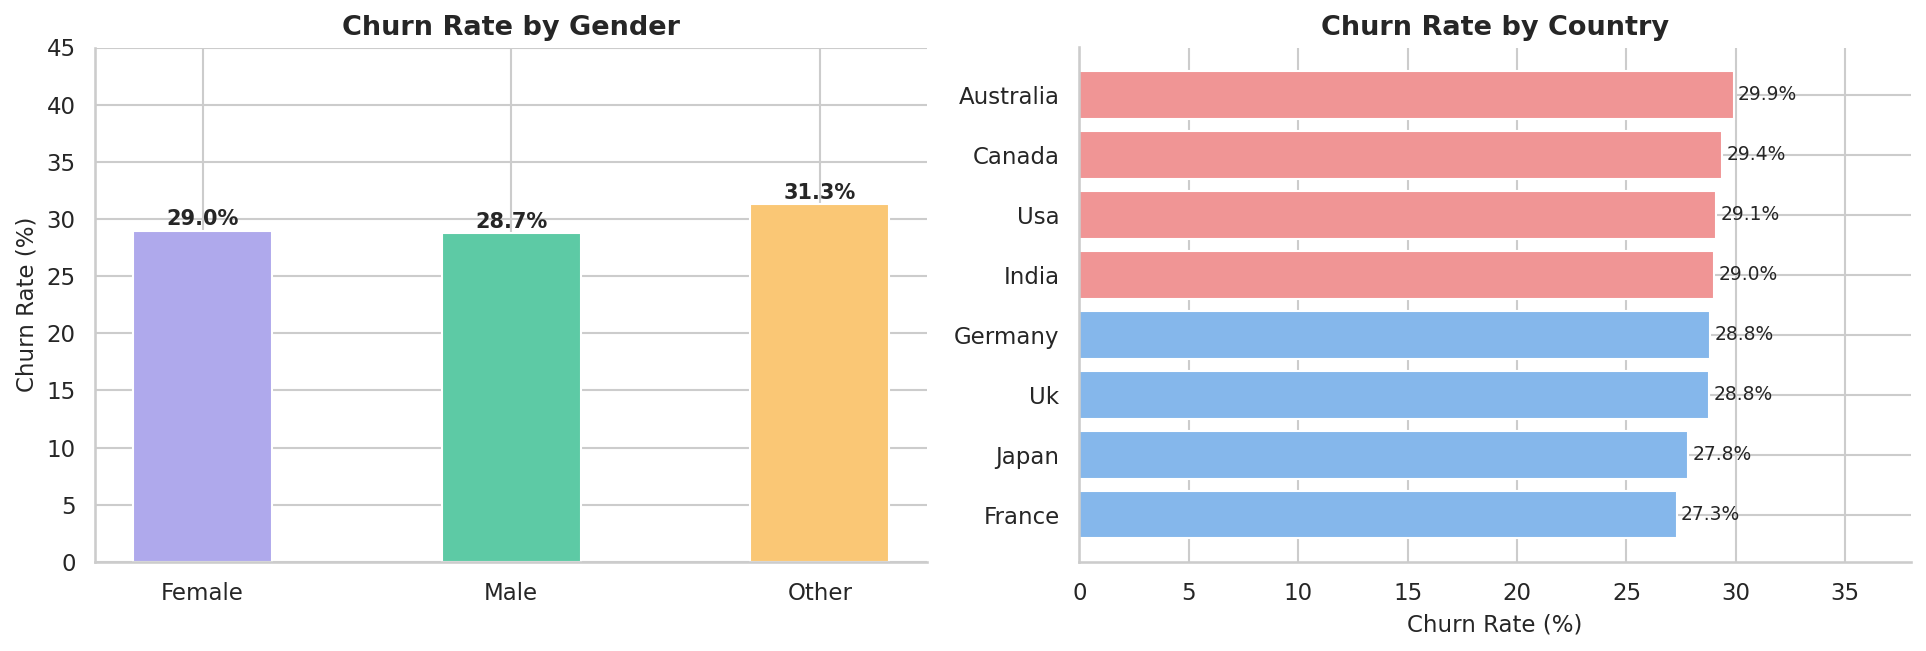 Churn Rate by Gender
Churn Rate (%)
45
40
35
30
25
20
15
10
5
0
29.0%
28.7%
31.3%
Female Male Other
Churn Rate by Country
Australia 29.9%
Canada 29.4%
Usa 29.1%
India 29.0%
Germany 28.8%
Uk 28.8%
Japan 27.8%
France 27.3%
0 5 10 15 20 25 30 35
Churn Rate (%)